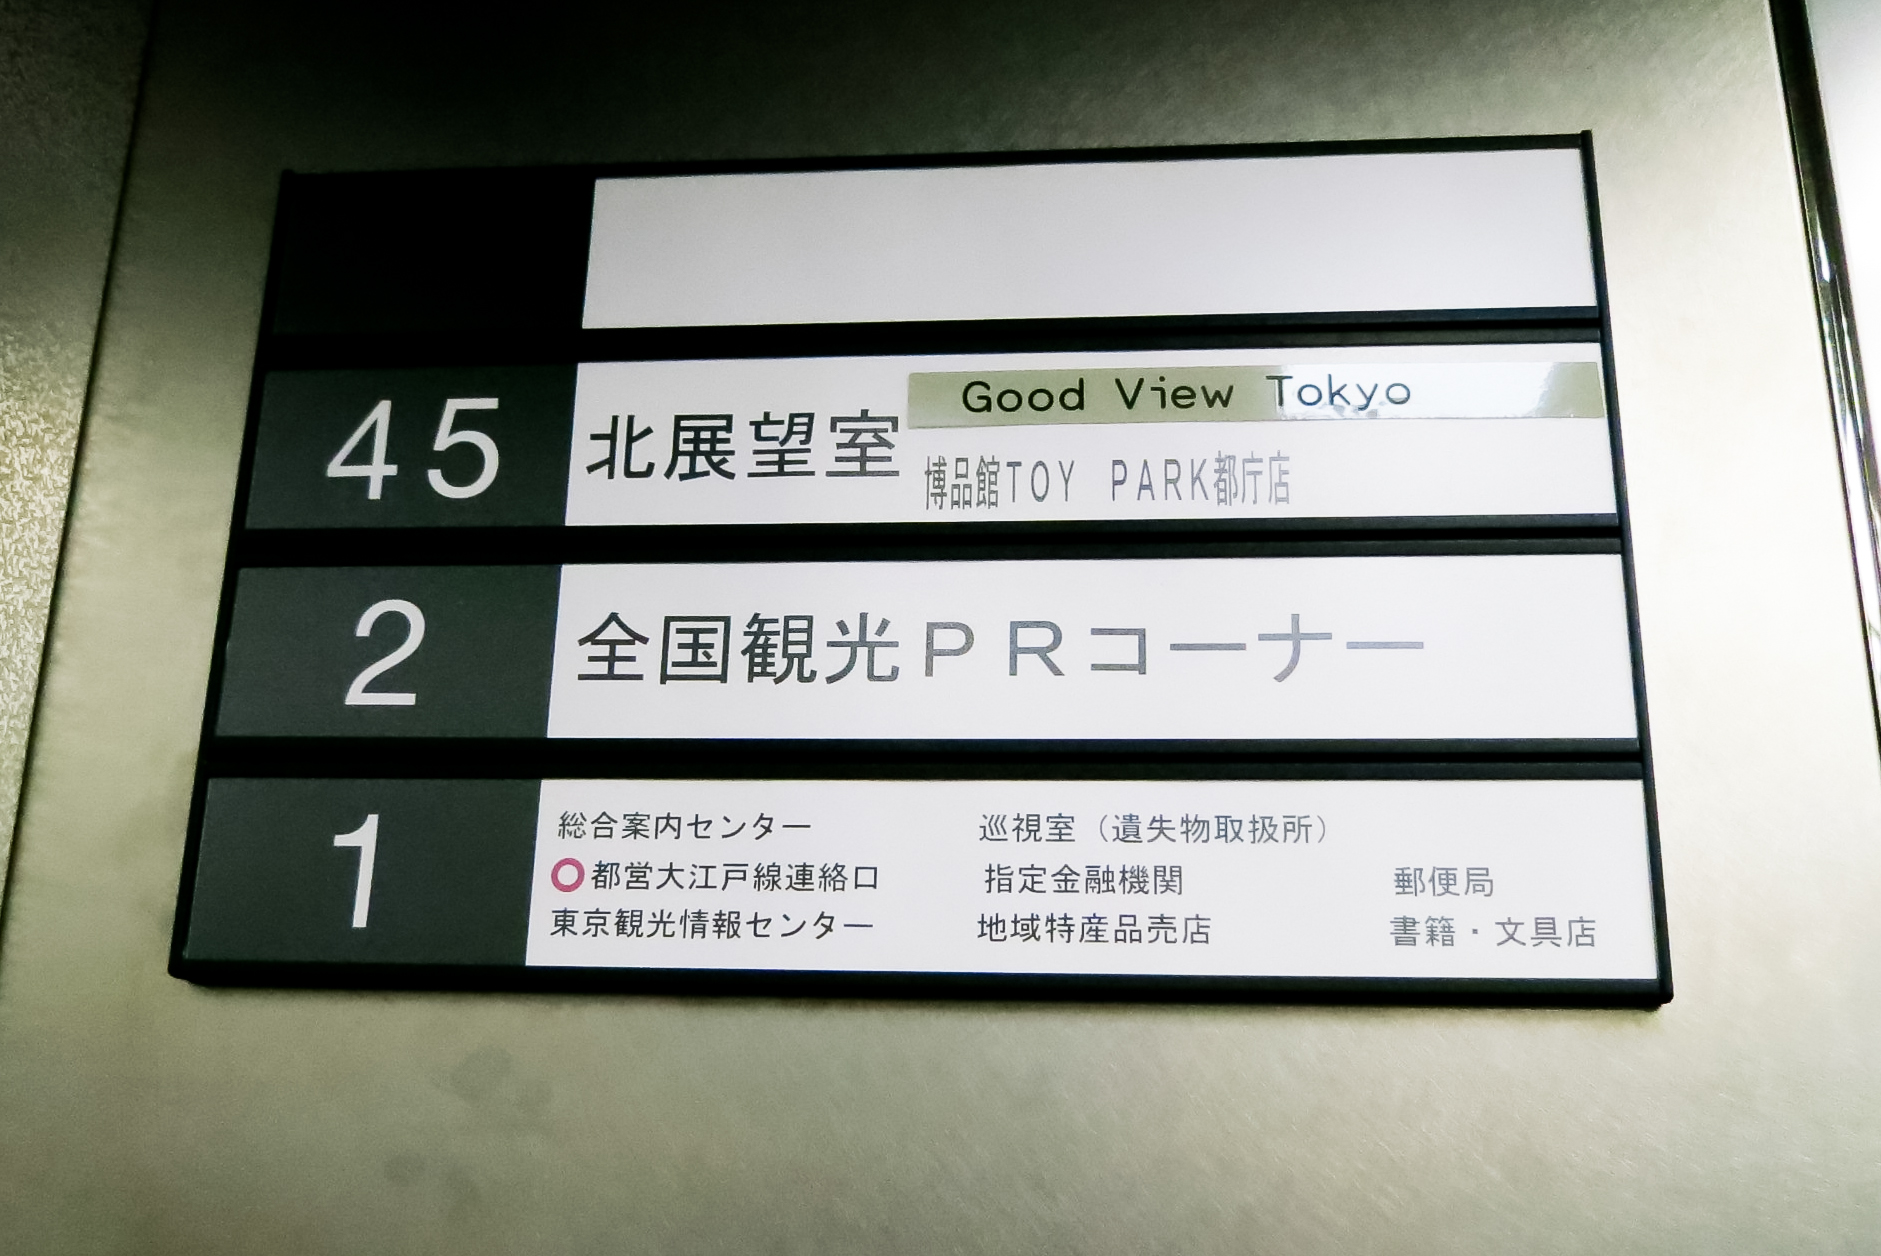 45 北展望室 Good View Tokyo
博品館TOY PARK都庁店
2 全国観光PRコーナー
1 総合案内センター 巡視室（遺失物取扱所）
都営大江戸線連絡口 指定金融機関 郵便局
東京観光情報センター 地域特産品売店 書籍・文具店